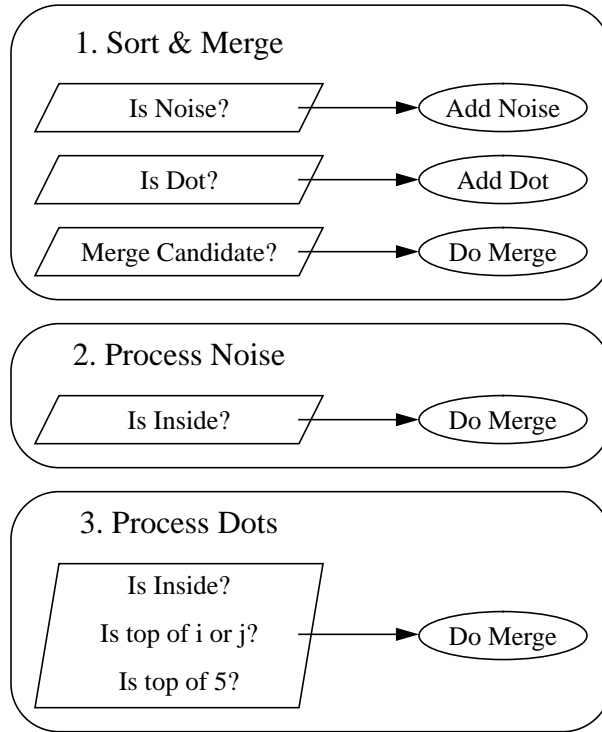 1. Sort & Merge
Is Noise?
Add Noise
Is Dot?
Add Dot
Merge Candidate?
Do Merge
2. Process Noise
Is Inside?
Do Merge
3. Process Dots
Is Inside?
Is top of i or j?
Is top of 5?
Do Merge